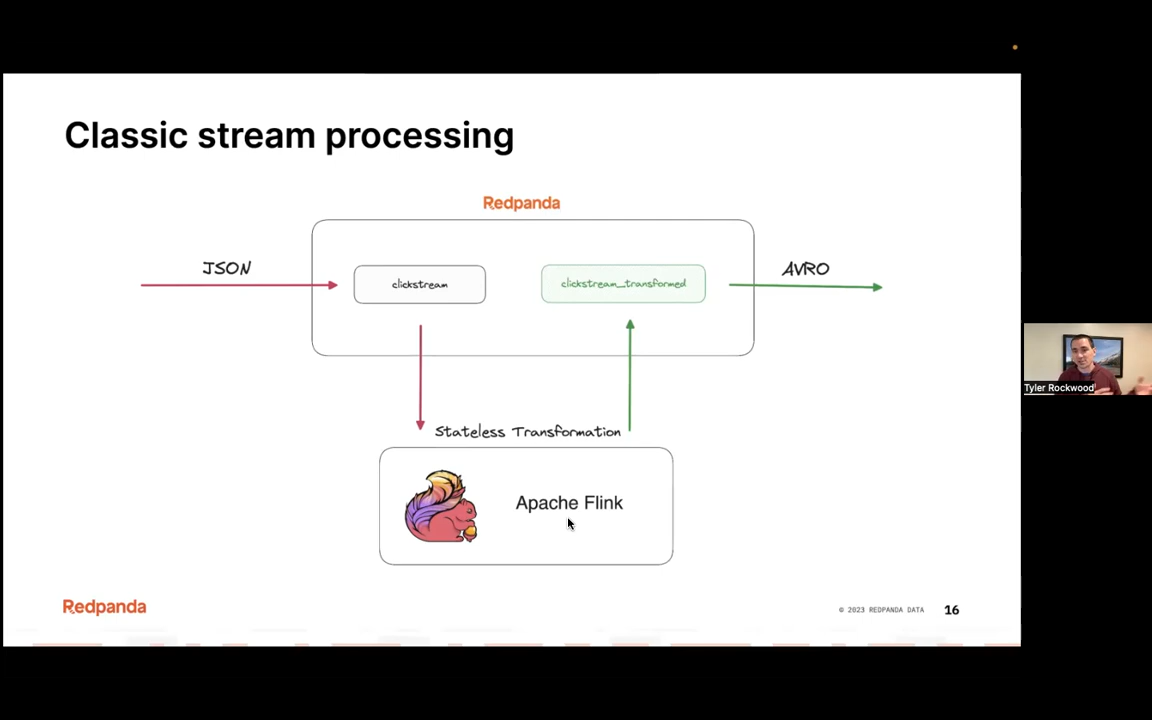 Classic stream processing
Redpanda
JSON
clickstream
clickstream_transformed
AVRO
Stateless Transformation
Apache Flink
Tyler Rockwood
Redpanda
© 2023 REDPANDA DATA
16